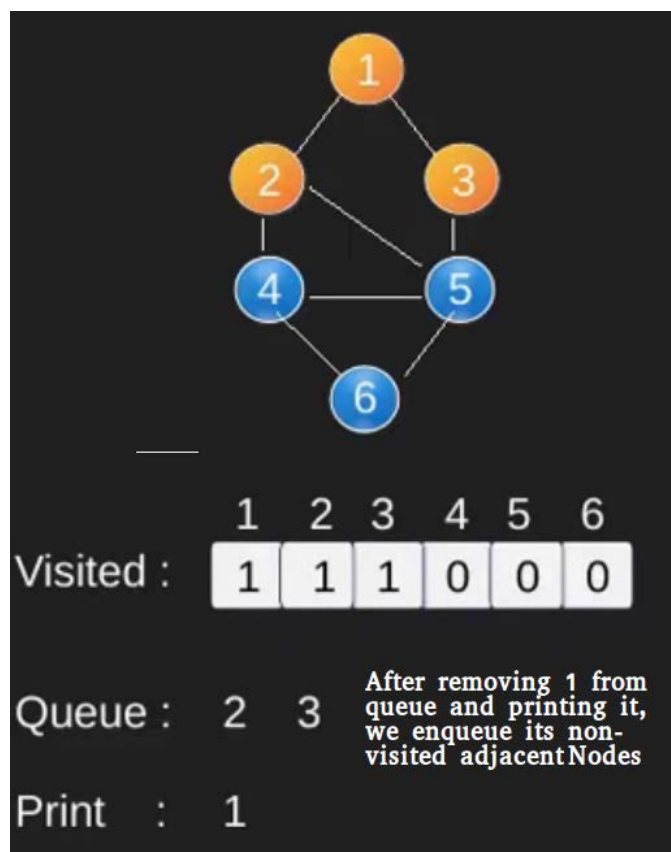 1
2 3
4 5
6
1 2 3 4 5 6
Visited : 1 1 1 0 0 0
After removing 1 from
queue and printing it,
we enqueue its non-
visited adjacent Nodes
Queue : 2 3
Print : 1